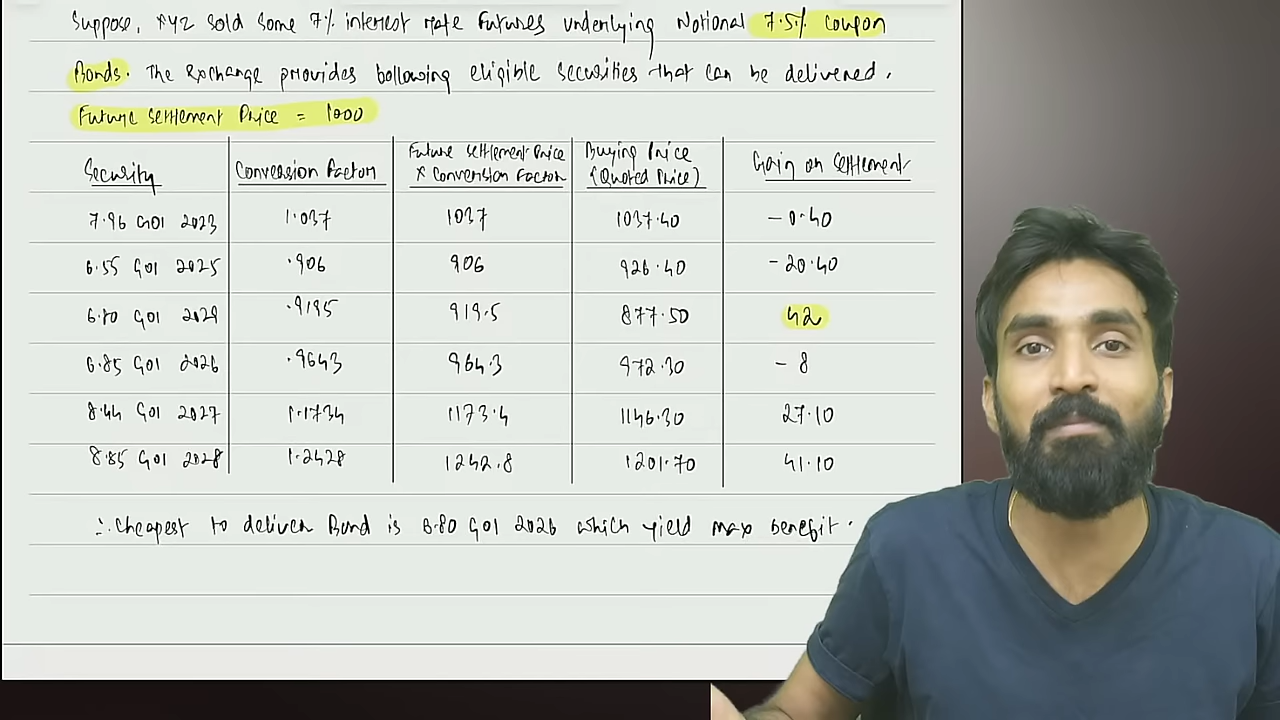 Suppose, XYZ sold some 7% interest rate futures underlying Notional 7.5% coupon
Bonds. The Exchange provides bollowing eligible securities that can be delivered.
Future Settlement Price = 1000
Security Conversion Factor Future Settlement Price X Conversion Factor Buying Price (Quoted Price) Gain on Settlement
7.96 GOI 2023 1.037 1037 1037.40 - 0.40
6.55 GOI 2025 .906 906 926.40 - 20.40
6.80 GOI 2029 .9195 919.5 877.50 42
6.85 GOI 2026 .9643 964.3 972.30 - 8
8.44 GOI 2027 1.1734 1173.4 1146.30 27.10
8.85 GOI 2028 1.2428 1242.8 1201.70 41.10
∴ Cheapest to deliver Bond is 6.80 GOI 2026 which yield max benefit.